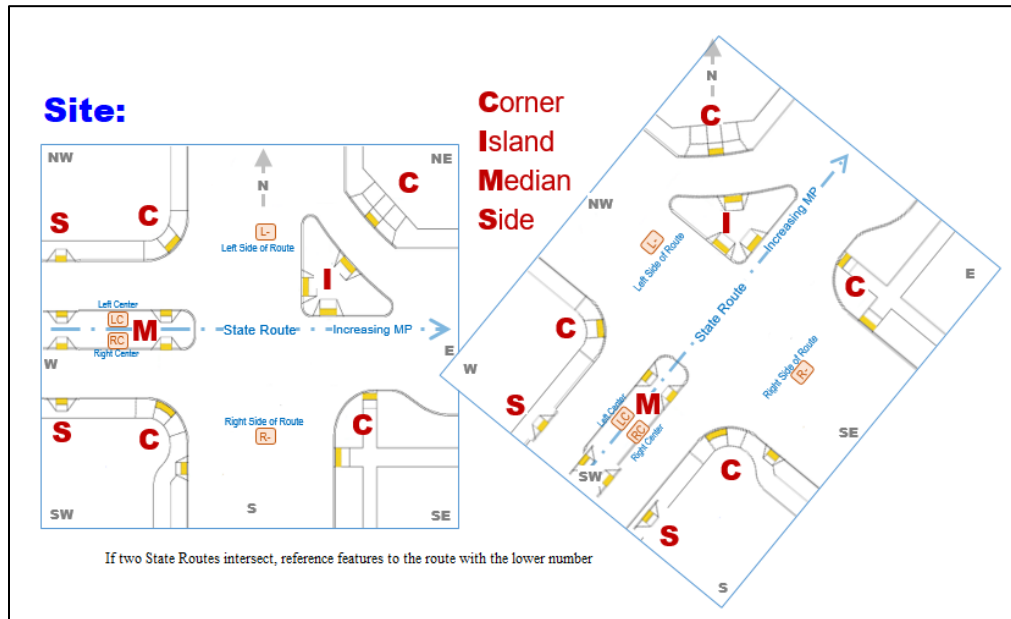 Site:
NW
NE
N
C
S
C
L-
Left Side of Route
I
Left Center
LC
M
State Route
Increasing MP
RC
Right Center
W
E
S
C
Right Side of Route
R-
C
SW
S
SE
Corner
Island
Median
Side
N
C
NW
I
L-
Left Side of Route
Increasing MP
E
C
State Route
C
W
Right Side of Route
R-
S
M
Left Center
LC
RC
Right Center
SW
SE
C
S
S
If two State Routes intersect, reference features to the route with the lower number